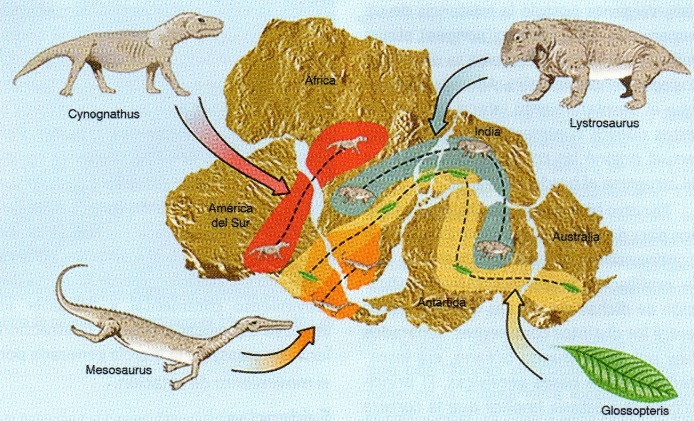 África
Cynognathus
India
Lystrosaurus
América
del Sur
Australia
Antártida
Mesosaurus
Glossopteris